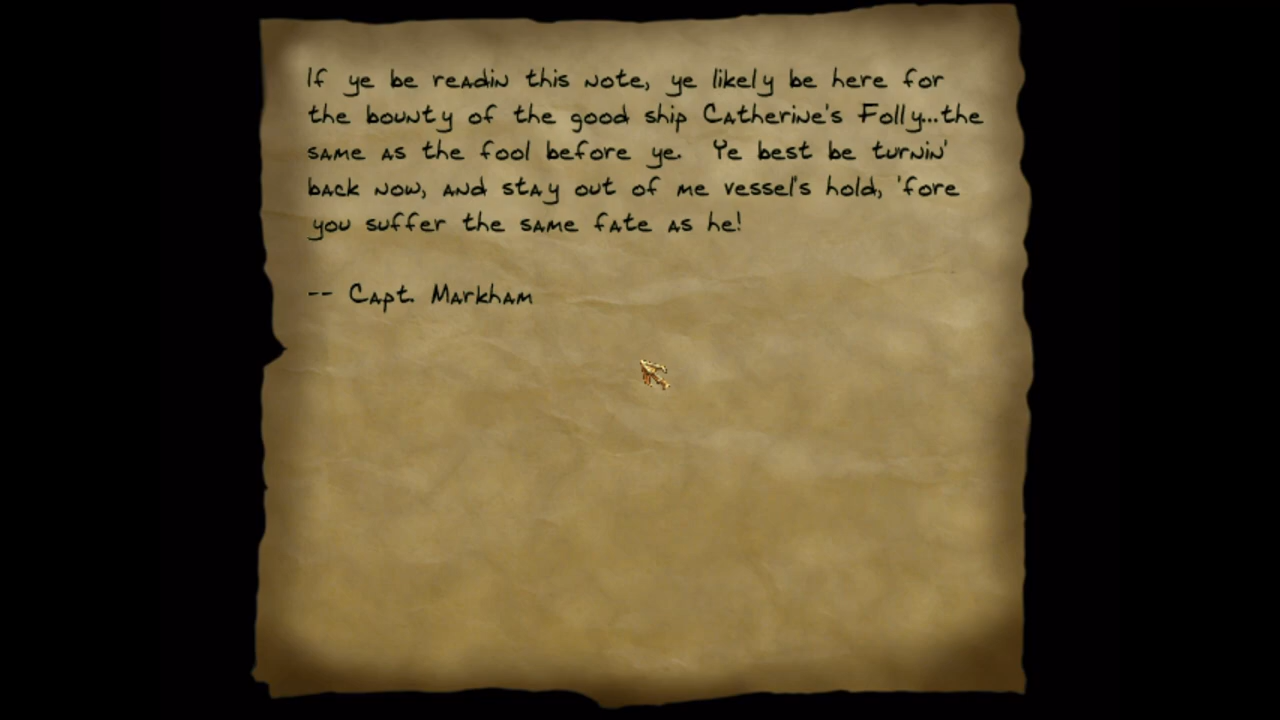 If ye be readin this note, ye likely be here for
the bounty of the good ship Catherine's Folly...the
same as the fool before ye.  Ye best be turnin'
back now, and stay out of me vessel's hold, 'fore
you suffer the same fate as he!
-- Capt. Markham